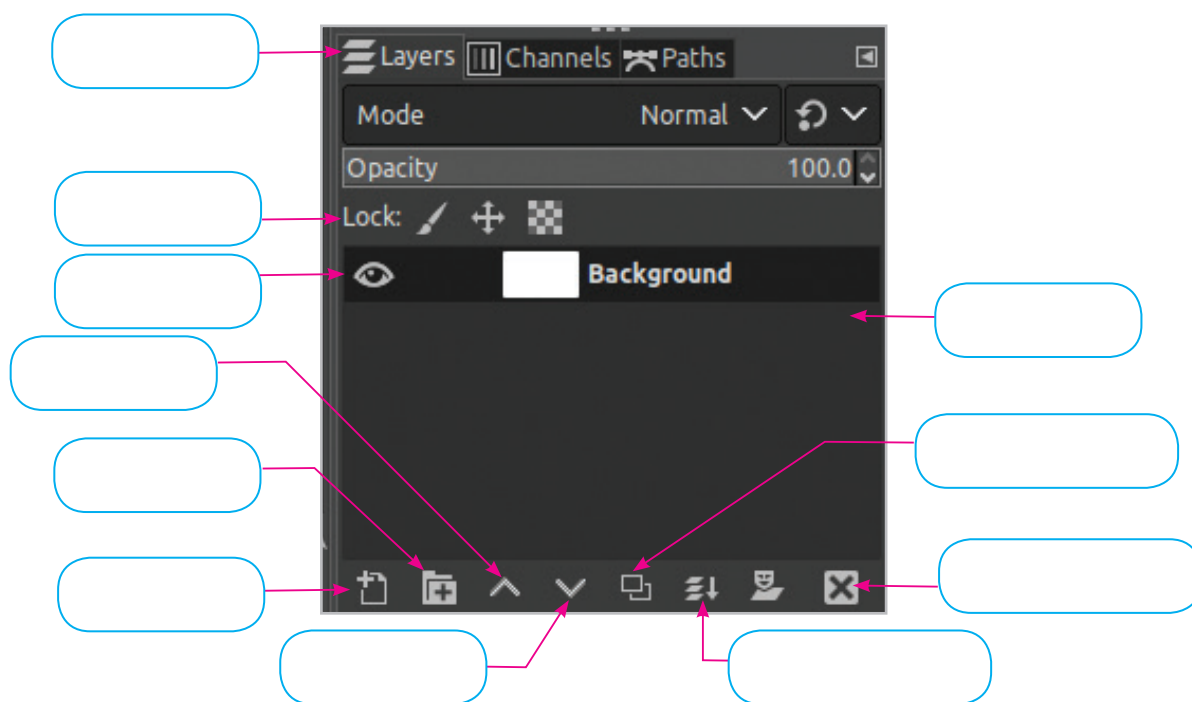 Layers Channels Paths
Mode Normal
Opacity 100.0
Lock:
Background